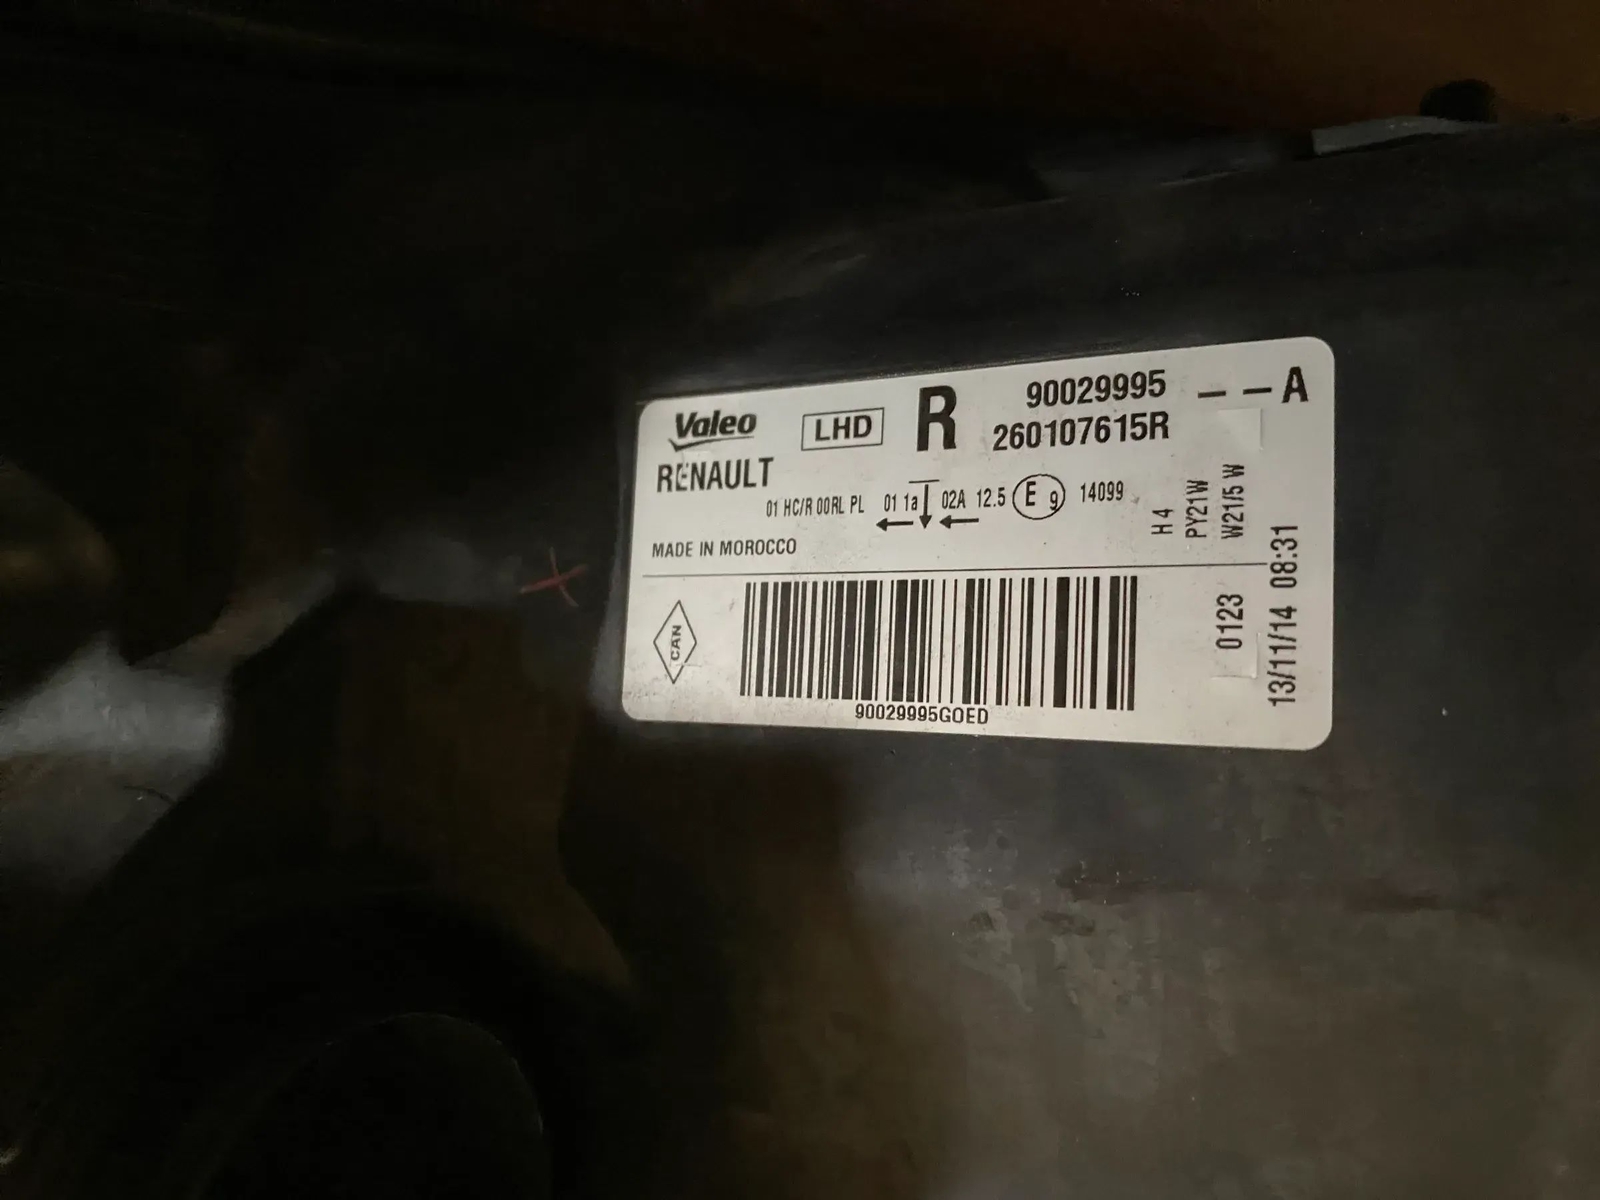 Valeo LHD R 90029995 – – A
260107615R
RENAULT
01 HC/R 00RL PL 01 1a 02A 12.5 E 9 14099
H4
PY21W
W21/5 W
MADE IN MOROCCO
CAN
90029995GOED
0123
13/11/14 08:31